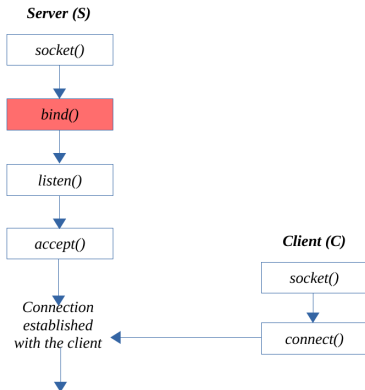 Server (S)
socket()
bind()
listen()
accept()
Connection
established
with the client
Client (C)
socket()
connect()